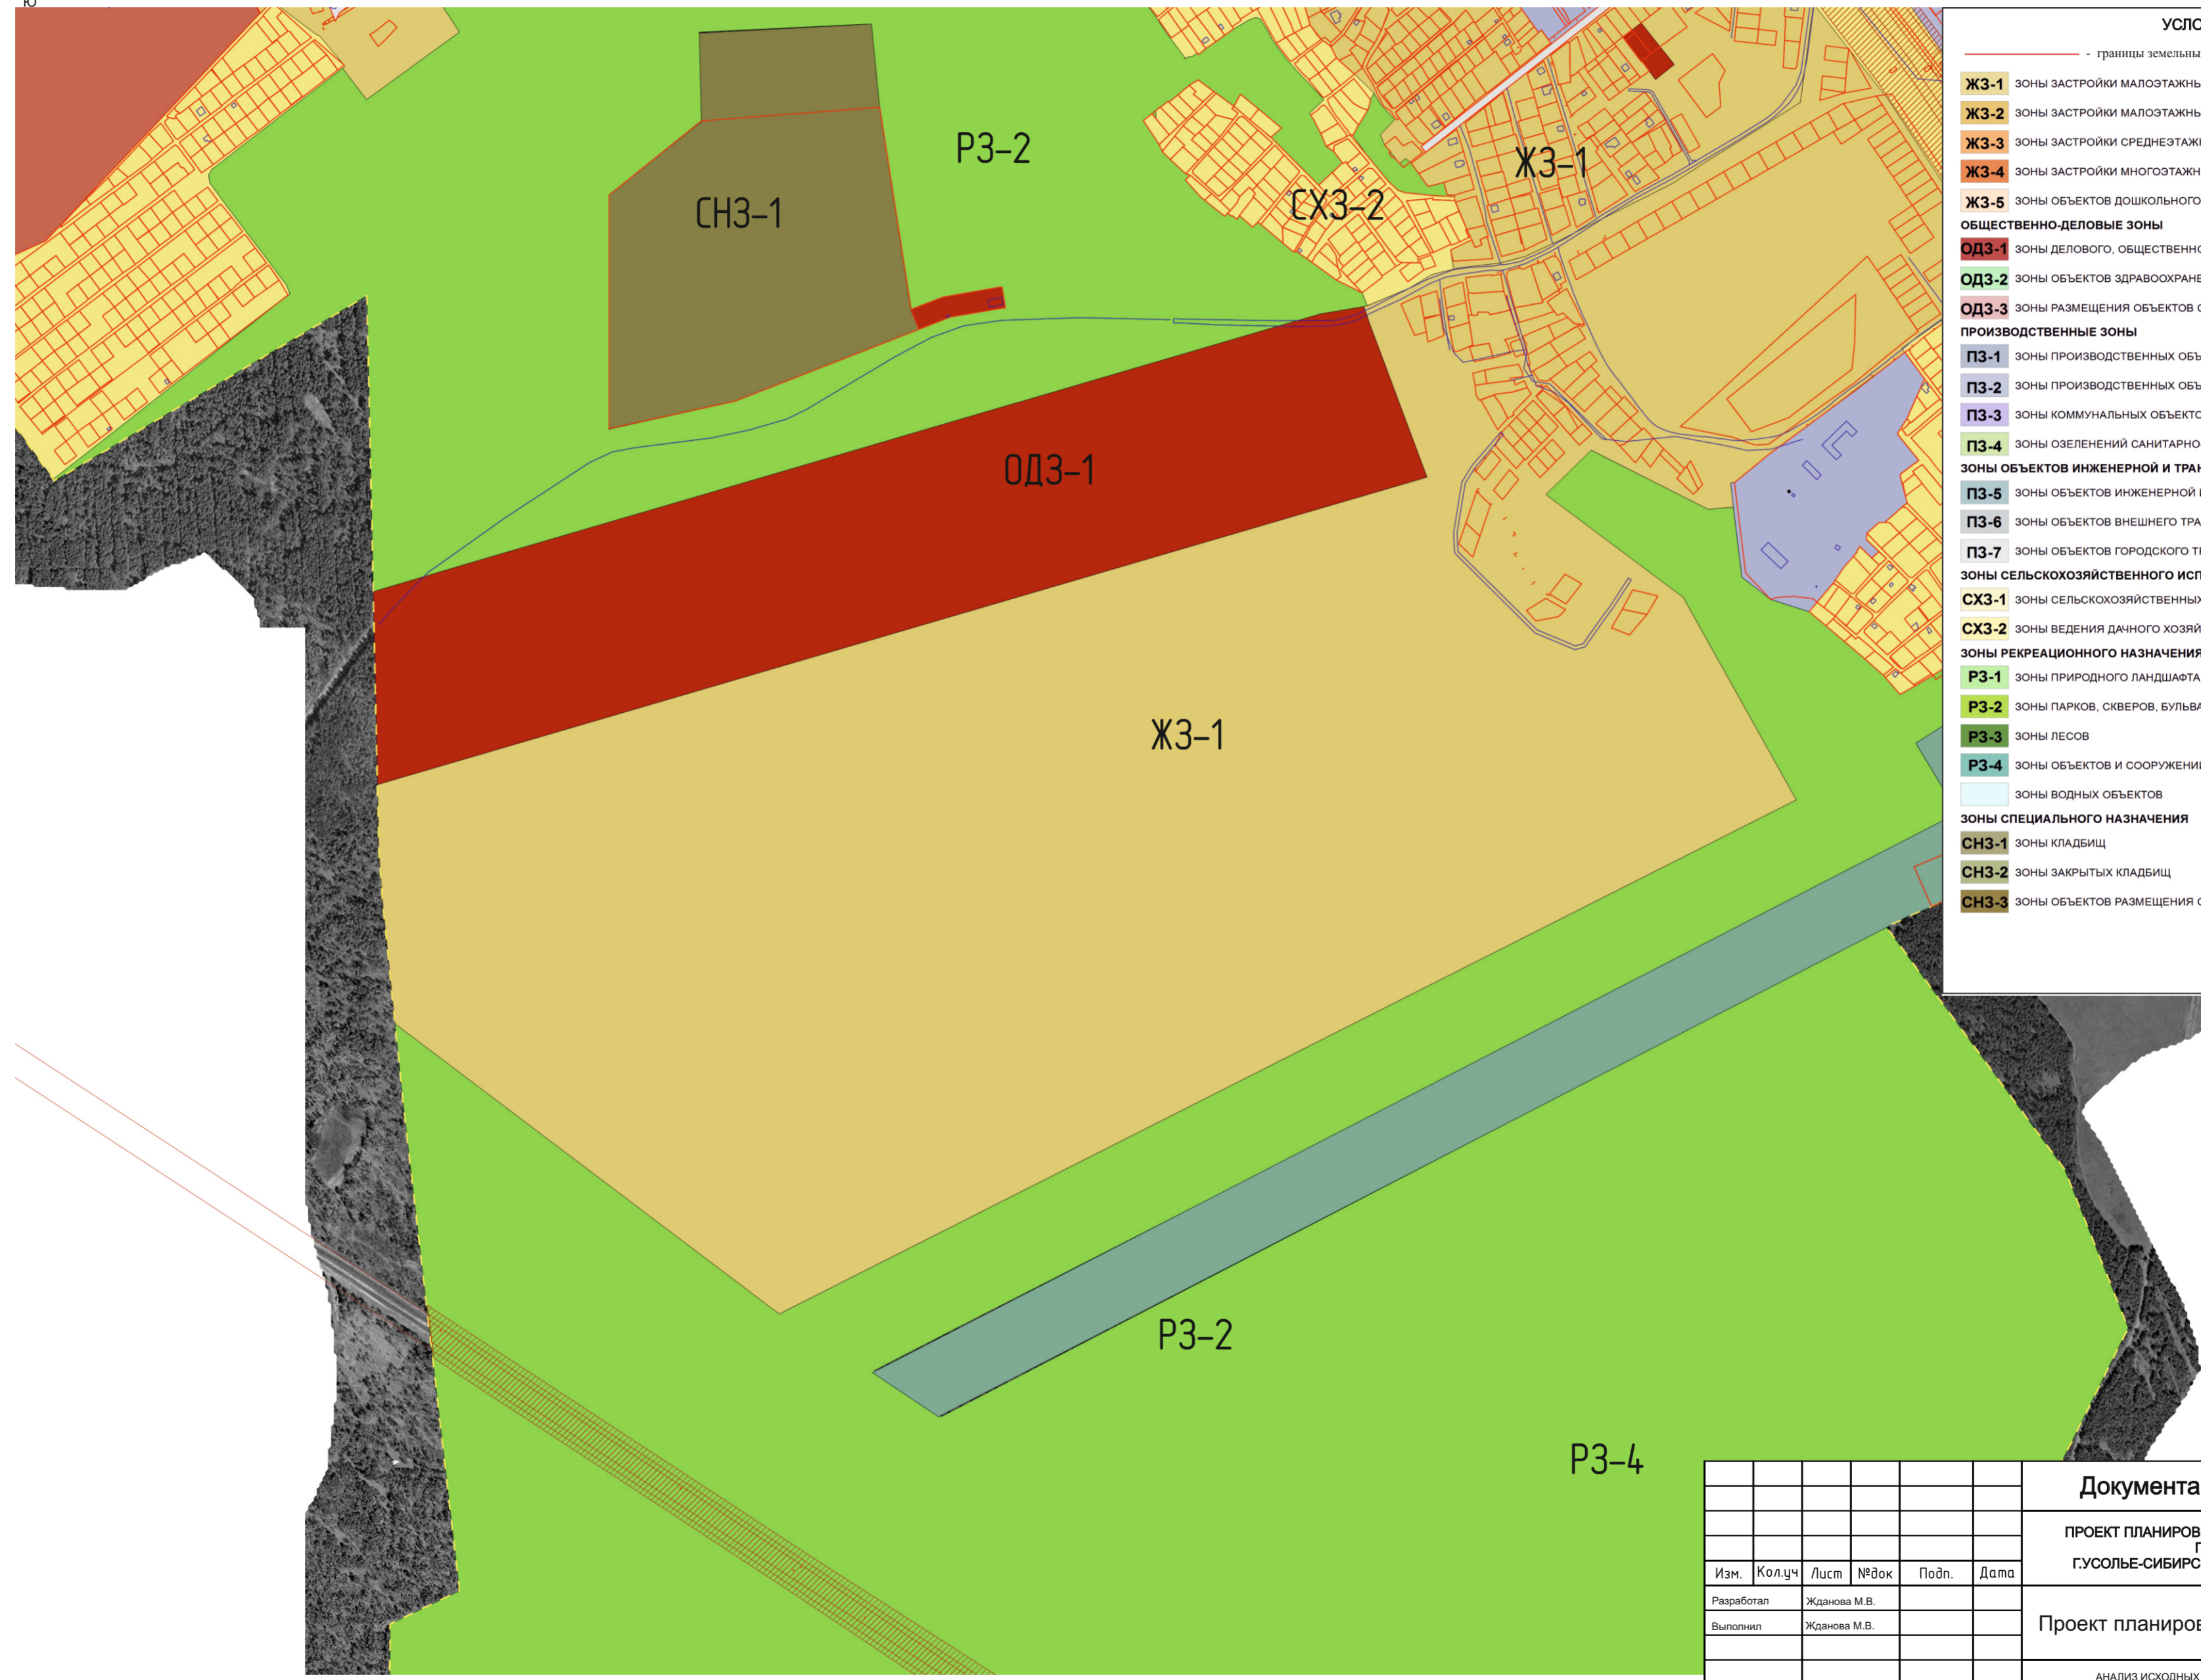 Ю
РЗ-2
СНЗ-1
СХЗ-2
ЖЗ-1
ОДЗ-1
ЖЗ-1
РЗ-2
РЗ-4
УСЛО
- границы земельны
ЖЗ-1 ЗОНЫ ЗАСТРОЙКИ МАЛОЭТАЖНЫ
ЖЗ-2 ЗОНЫ ЗАСТРОЙКИ МАЛОЭТАЖНЫ
ЖЗ-3 ЗОНЫ ЗАСТРОЙКИ СРЕДНЕЭТАЖ
ЖЗ-4 ЗОНЫ ЗАСТРОЙКИ МНОГОЭТАЖН
ЖЗ-5 ЗОНЫ ОБЪЕКТОВ ДОШКОЛЬНОГО
ОБЩЕСТВЕННО-ДЕЛОВЫЕ ЗОНЫ
ОДЗ-1 ЗОНЫ ДЕЛОВОГО, ОБЩЕСТВЕННО
ОДЗ-2 ЗОНЫ ОБЪЕКТОВ ЗДРАВООХРАНЕ
ОДЗ-3 ЗОНЫ РАЗМЕЩЕНИЯ ОБЪЕКТОВ С
ПРОИЗВОДСТВЕННЫЕ ЗОНЫ
ПЗ-1 ЗОНЫ ПРОИЗВОДСТВЕННЫХ ОБЪ
ПЗ-2 ЗОНЫ ПРОИЗВОДСТВЕННЫХ ОБЪ
ПЗ-3 ЗОНЫ КОММУНАЛЬНЫХ ОБЪЕКТО
ПЗ-4 ЗОНЫ ОЗЕЛЕНЕНИЙ САНИТАРНО-
ЗОНЫ ОБЪЕКТОВ ИНЖЕНЕРНОЙ И ТРАН
ПЗ-5 ЗОНЫ ОБЪЕКТОВ ИНЖЕНЕРНОЙ И
ПЗ-6 ЗОНЫ ОБЪЕКТОВ ВНЕШНЕГО ТРА
ПЗ-7 ЗОНЫ ОБЪЕКТОВ ГОРОДСКОГО Т
ЗОНЫ СЕЛЬСКОХОЗЯЙСТВЕННОГО ИСП
СХЗ-1 ЗОНЫ СЕЛЬСКОХОЗЯЙСТВЕННЫХ
СХЗ-2 ЗОНЫ ВЕДЕНИЯ ДАЧНОГО ХОЗЯЙ
ЗОНЫ РЕКРЕАЦИОННОГО НАЗНАЧЕНИЯ
РЗ-1 ЗОНЫ ПРИРОДНОГО ЛАНДШАФТА
РЗ-2 ЗОНЫ ПАРКОВ, СКВЕРОВ, БУЛЬВА
РЗ-3 ЗОНЫ ЛЕСОВ
РЗ-4 ЗОНЫ ОБЪЕКТОВ И СООРУЖЕНИ
ЗОНЫ ВОДНЫХ ОБЪЕКТОВ
ЗОНЫ СПЕЦИАЛЬНОГО НАЗНАЧЕНИЯ
СНЗ-1 ЗОНЫ КЛАДБИЩ
СНЗ-2 ЗОНЫ ЗАКРЫТЫХ КЛАДБИЩ
СНЗ-3 ЗОНЫ ОБЪЕКТОВ РАЗМЕЩЕНИЯ О
Документа
ПРОЕКТ ПЛАНИРОВ
Г.УСОЛЬЕ-СИБИРС
Изм. Кол.уч Лист №док Подп. Дата
Разработал Жданова М.В.
Выполнил Жданова М.В.
Проект планиров
АНАЛИЗ ИСХОДНЫХ